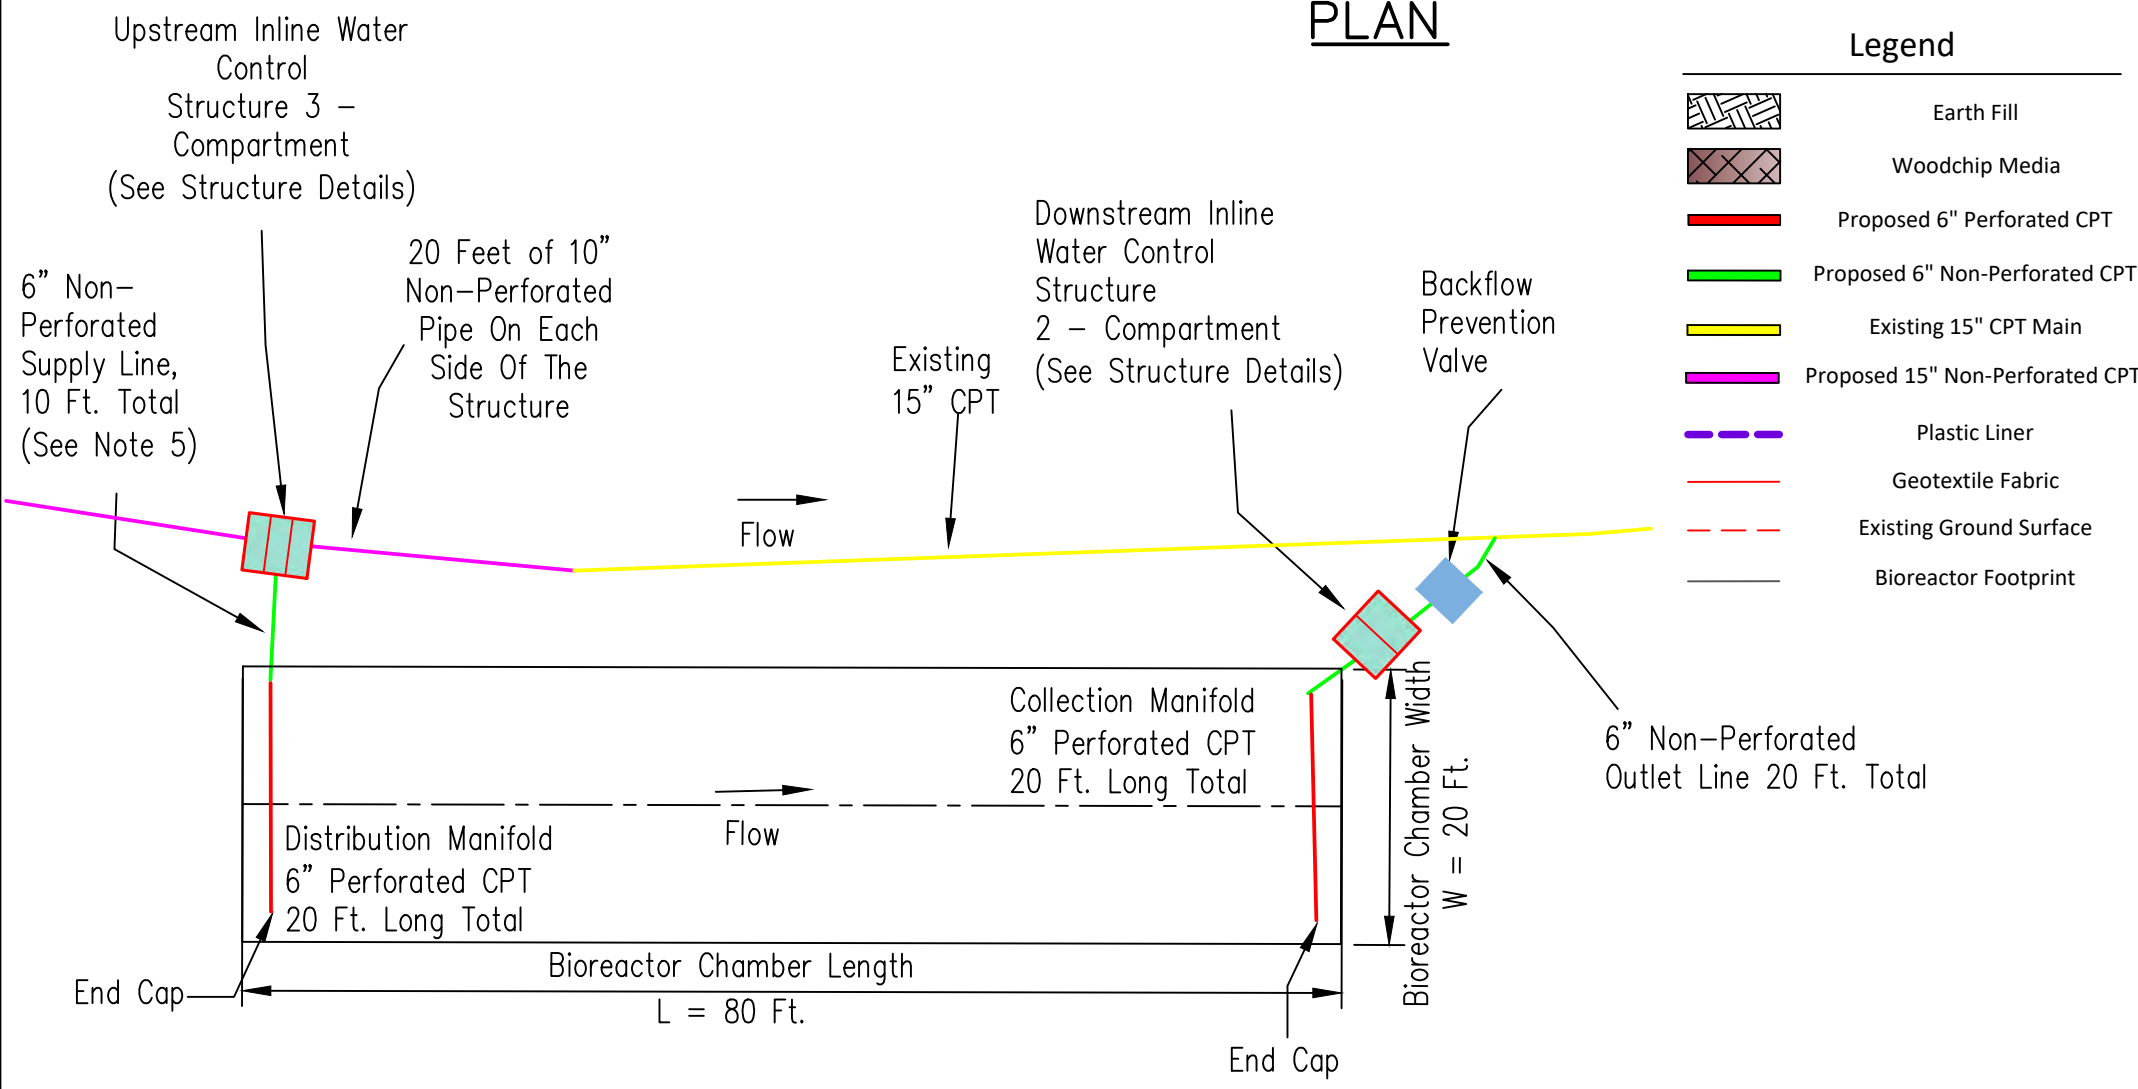 PLAN
Upstream Inline Water
Control
Structure 3 -
Compartment
(See Structure Details)
6" Non-
Perforated
Supply Line,
10 Ft. Total
(See Note 5)
20 Feet of 10"
Non-Perforated
Pipe On Each
Side Of The
Structure
Flow
Existing
15" CPT
Downstream Inline
Water Control
Structure
2 - Compartment
(See Structure Details)
Backflow
Prevention
Valve
Legend
Earth Fill
Woodchip Media
Proposed 6" Perforated CPT
Proposed 6" Non-Perforated CPT
Existing 15" CPT Main
Proposed 15" Non-Perforated CPT
Plastic Liner
Geotextile Fabric
Existing Ground Surface
Bioreactor Footprint
Collection Manifold
6" Perforated CPT
20 Ft. Long Total
Flow
Distribution Manifold
6" Perforated CPT
20 Ft. Long Total
Bioreactor Chamber Width
W = 20 Ft.
6" Non-Perforated
Outlet Line 20 Ft. Total
Bioreactor Chamber Length
L = 80 Ft.
End Cap
End Cap